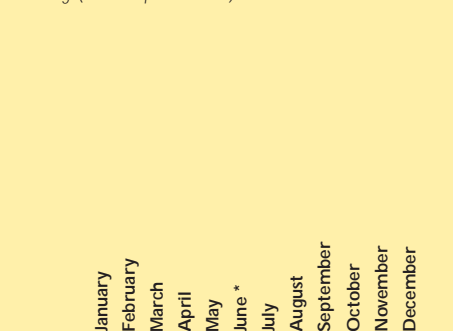 January
February
March
April
May
June *
July
August
September
October
November
December